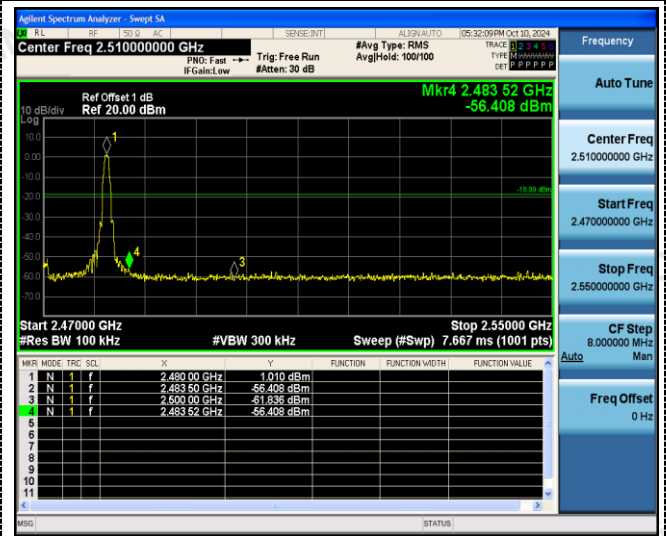 Agilent Spectrum Analyzer - Swept SA
RL RF 50 Ω AC SENSE:INT ALIGNAUTO 05:32:09PM Oct 10, 2024
Center Freq 2.510000000 GHz
PNO: Fast
IFGain:Low
Trig: Free Run
#Atten: 30 dB
#Avg Type: RMS
Avg|Hold: 100/100
TRACE 1 2 3 4 5 6
TYPE M
DET P P P P P P
Ref Offset 1 dB
10 dB/div Ref 20.00 dBm
Log
Mkr4 2.483 52 GHz
-56.408 dBm
10.0
0.00
-10.0
-20.0
-30.0
-40.0
-50.0
-60.0
-70.0
1
4
3
-18.99 dBm
Start 2.47000 GHz Stop 2.55000 GHz
#Res BW 100 kHz #VBW 300 kHz Sweep (#Swp) 7.667 ms (1001 pts)
MKR MODE TRC SCL X Y FUNCTION FUNCTION WIDTH FUNCTION VALUE
1 N 1 f 2.480 00 GHz 1.010 dBm
2 N 1 f 2.483 50 GHz -56.408 dBm
3 N 1 f 2.500 00 GHz -61.836 dBm
4 N 1 f 2.483 52 GHz -56.408 dBm
5
6
7
8
9
10
11
MSG STATUS
Frequency
Auto Tune
Center Freq
2.510000000 GHz
Start Freq
2.470000000 GHz
Stop Freq
2.550000000 GHz
CF Step
8.000000 MHz
Auto Man
Freq Offset
0 Hz